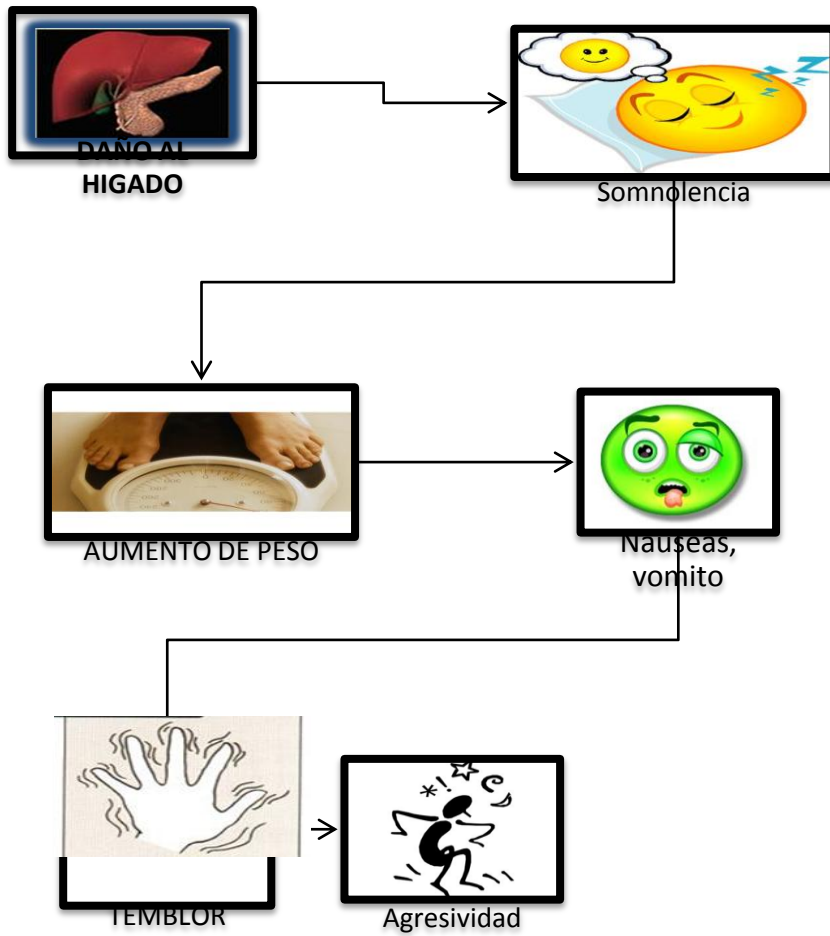 DAÑO AL
HIGADO
Somnolencia
AUMENTO DE PESO
Nauseas,
vomito
TEMBLOR
Agresividad